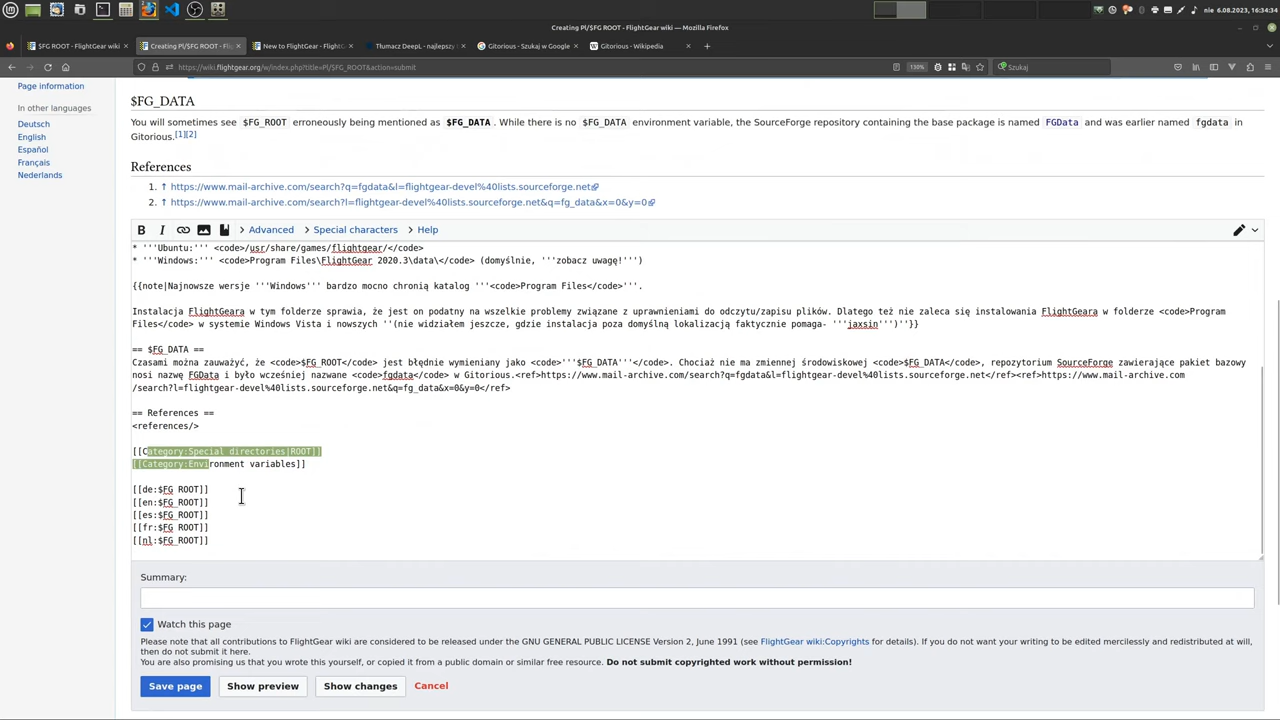 nie 6.08.2023, 16:34:34
Creating Pl/$FG ROOT - FlightGear wiki — Mozilla Firefox
$FG ROOT - FlightGear wiki
Creating Pl/$FG ROOT - Fli
New to FlightGear - FlightG
Tłumacz DeepL - najlepszy
Gitorious - Szukaj w Google
Gitorious - Wikipedia
https://wiki.flightgear.org/w/index.php?title=Pl/$FG_ROOT&action=submit
130%
Szukaj
Page information
In other languages
Deutsch
English
Español
Français
Nederlands
$FG_DATA
You will sometimes see $FG_ROOT erroneously being mentioned as $FG_DATA. While there is no $FG_DATA environment variable, the SourceForge repository containing the base package is named FGData and was earlier named fgdata in
Gitorious.[1][2]
References
1. ↑ https://www.mail-archive.com/search?q=fgdata&l=flightgear-devel%40lists.sourceforge.net
2. ↑ https://www.mail-archive.com/search?l=flightgear-devel%40lists.sourceforge.net&q=fg_data&x=0&y=0
B I Advanced Special characters Help
* '''Ubuntu:''' <code>/usr/share/games/flightgear/</code>
* '''Windows:''' <code>Program Files\FlightGear 2020.3\data\</code> (domyślnie, '''zobacz uwagę!''')
{{note|Najnowsze wersje '''Windows''' bardzo mocno chronią katalog '''<code>Program Files</code>'''.
Instalacja FlightGeara w tym folderze sprawia, że jest on podatny na wszelkie problemy związane z uprawnieniami do odczytu/zapisu plików. Dlatego też nie zaleca się instalowania FlightGeara w folderze <code>Program
Files</code> w systemie Windows Vista i nowszych ''(nie widziałem jeszcze, gdzie instalacja poza domyślną lokalizacją faktycznie pomaga- '''jaxsin''')''}}
== $FG_DATA ==
Czasami można zauważyć, że <code>$FG_ROOT</code> jest błędnie wymieniany jako <code>'''$FG_DATA'''</code>. Chociaż nie ma zmiennej środowiskowej <code>$FG_DATA</code>, repozytorium SourceForge zawierające pakiet bazowy
nosi nazwę FGData i było wcześniej nazwane <code>fgdata</code> w Gitorious.<ref>https://www.mail-archive.com/search?q=fgdata&l=flightgear-devel%40lists.sourceforge.net</ref><ref>https://www.mail-archive.com
/search?l=flightgear-devel%40lists.sourceforge.net&q=fg_data&x=0&y=0</ref>
== References ==
<references/>
[[Category:Special directories|ROOT]]
[[Category:Environment variables]]
[[de:$FG ROOT]]
[[en:$FG ROOT]]
[[es:$FG_ROOT]]
[[fr:$FG ROOT]]
[[nl:$FG_ROOT]]
Summary:
Watch this page
Please note that all contributions to FlightGear wiki are considered to be released under the GNU GENERAL PUBLIC LICENSE Version 2, June 1991 (see FlightGear wiki:Copyrights for details). If you do not want your writing to be edited mercilessly and redistributed at will,
then do not submit it here.
You are also promising us that you wrote this yourself, or copied it from a public domain or similar free resource. Do not submit copyrighted work without permission!
Save page Show preview Show changes Cancel